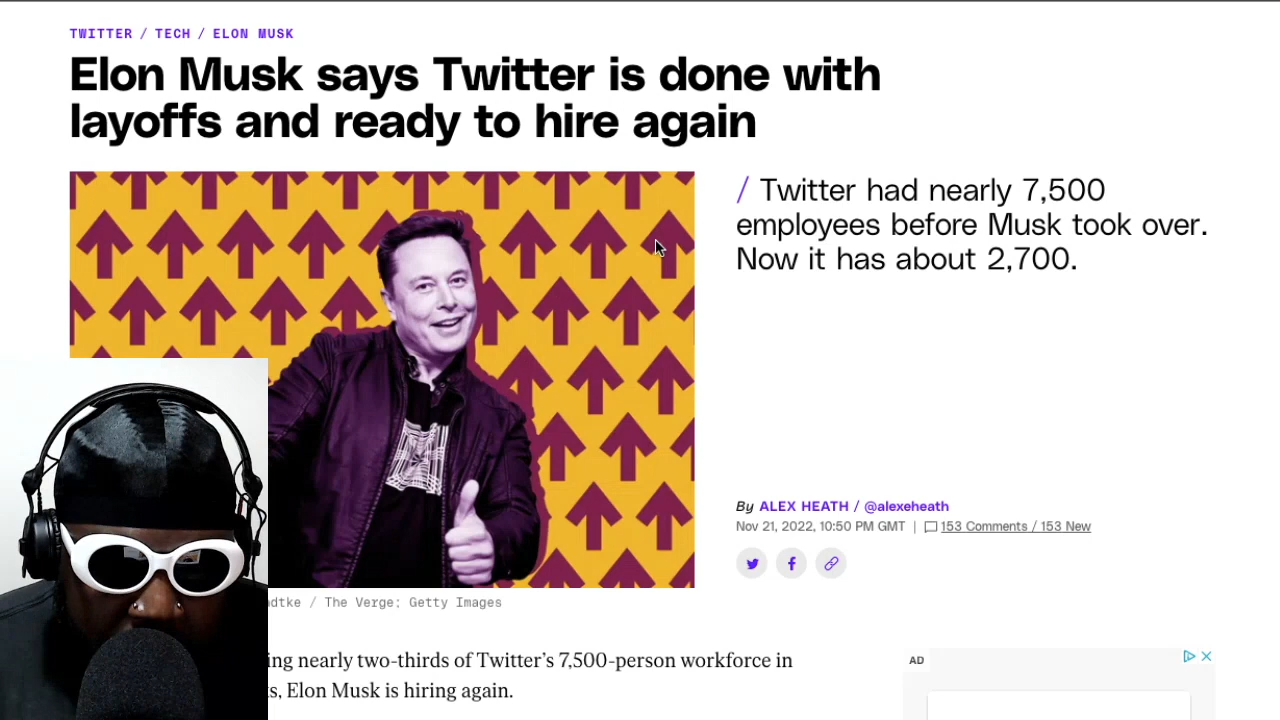 TWITTER / TECH / ELON MUSK
Elon Musk says Twitter is done with
layoffs and ready to hire again
/ Twitter had nearly 7,500
employees before Musk took over.
Now it has about 2,700.
By ALEX HEATH / @alexeheath
Nov 21, 2022, 10:50 PM GMT | 153 Comments / 153 New
/ The Verge; Getty Images
nearly two-thirds of Twitter's 7,500-person workforce in
Elon Musk is hiring again.
AD